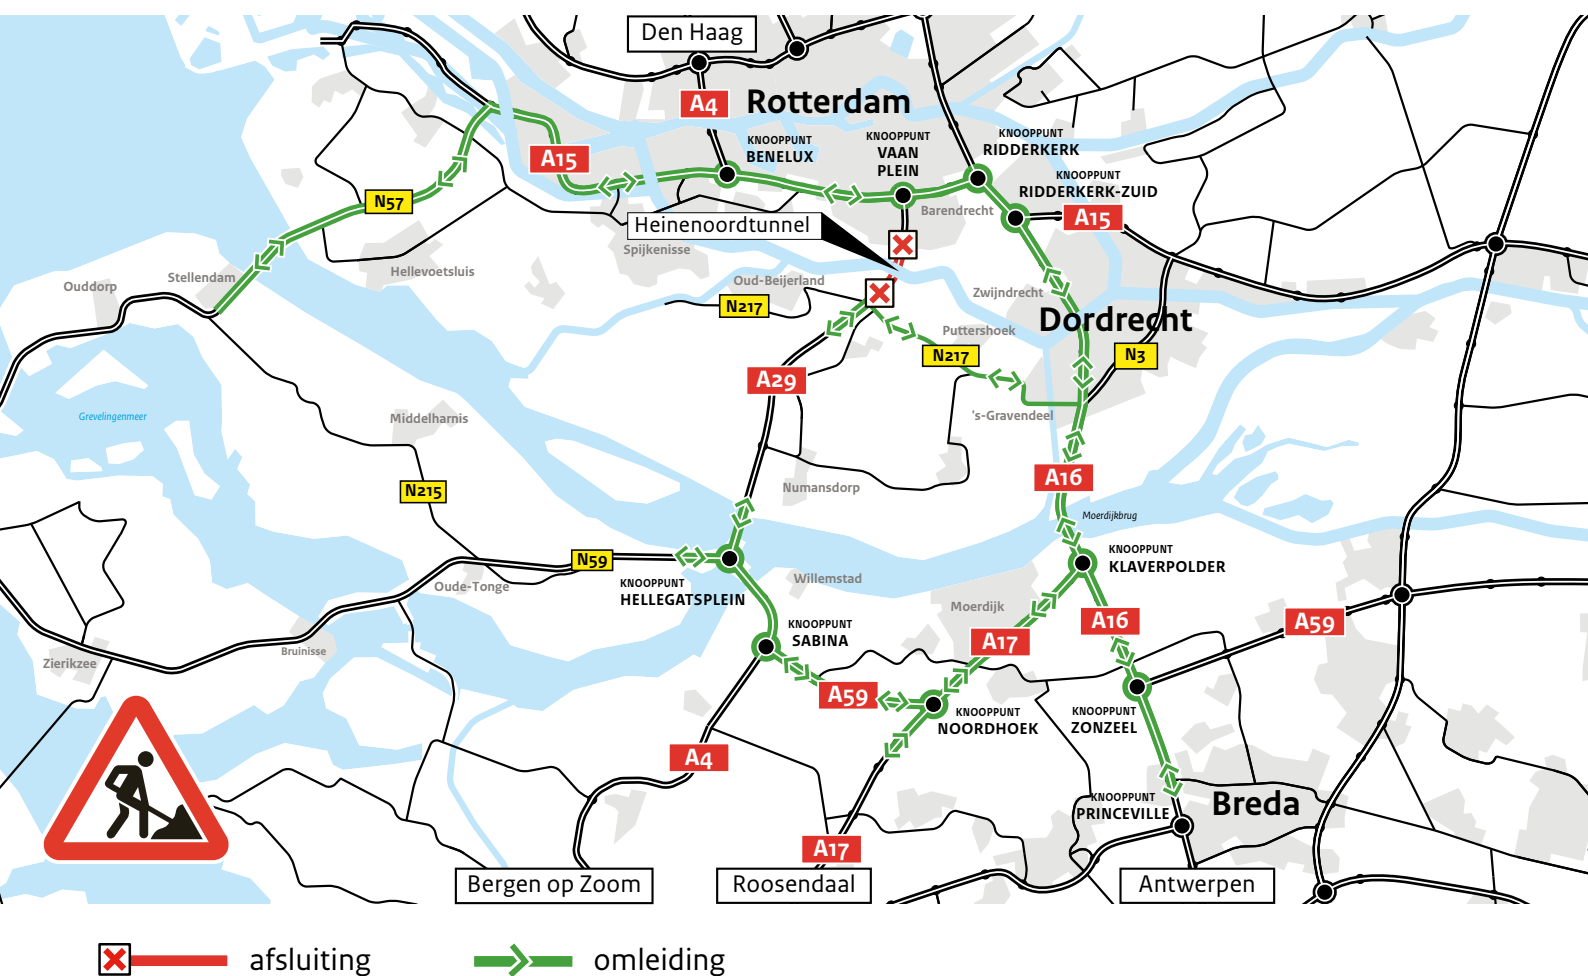 Den Haag
A4
Rotterdam
KNOOPPUNT
BENELUX
KNOOPPUNT
VAAN
PLEIN
KNOOPPUNT
RIDDERKERK
KNOOPPUNT
RIDDERKERK-ZUID
A15
A15
N57
Barendrecht
Heinenoordtunnel
Spijkenisse
Hellevoetsluis
Stellendam
Ouddorp
Oud-Beijerland
N217
Zwijndrecht
Dordrecht
Puttershoek
N217
N3
A29
's-Gravendeel
Grevelingenmeer
Middelharnis
N215
Numansdorp
A16
Moerdijkbrug
N59
KNOOPPUNT
HELLEGATSPLEIN
Oude-Tonge
Willemstad
KNOOPPUNT
KLAVERPOLDER
Moerdijk
A16
A59
KNOOPPUNT
SABINA
A17
Bruinisse
Zierikzee
A59
KNOOPPUNT
NOORDHOEK
KNOOPPUNT
ZONZEEL
A4
KNOOPPUNT
PRINCEVILLE
Breda
A17
Bergen op Zoom
Roosendaal
Antwerpen
afsluiting
omleiding